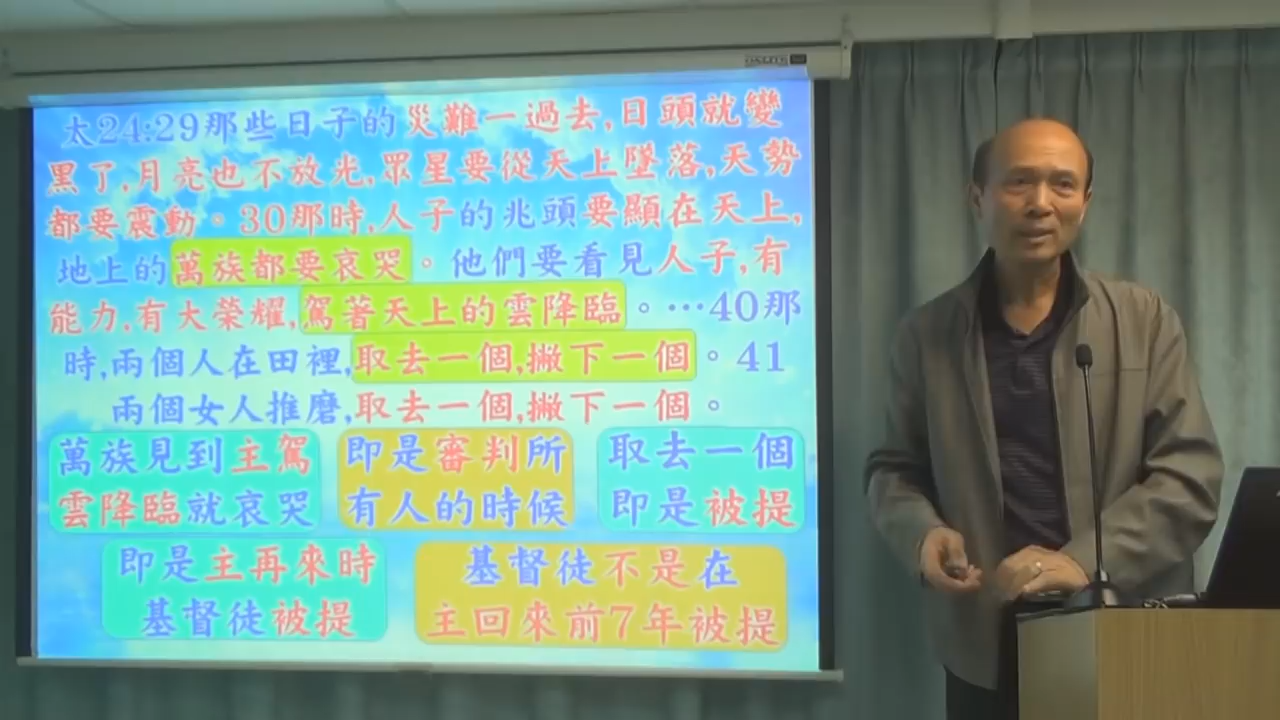 太24:29那些日子的災難一過去,日頭就變
黑了,月亮也不放光,眾星要從天上墜落,天勢
都要震動。30那時,人子的兆頭要顯在天上,
地上的萬族都要哀哭。他們要看見人子,有
能力,有大榮耀,駕著天上的雲降臨。…40那
時,兩個人在田裡,取去一個,撇下一個。41
兩個女人推磨,取去一個,撇下一個。
萬族見到主駕
雲降臨就哀哭
即是審判所
有人的時候
取去一個
即是被提
即是主再來時
基督徒被提
基督徒不是在
主回來前7年被提